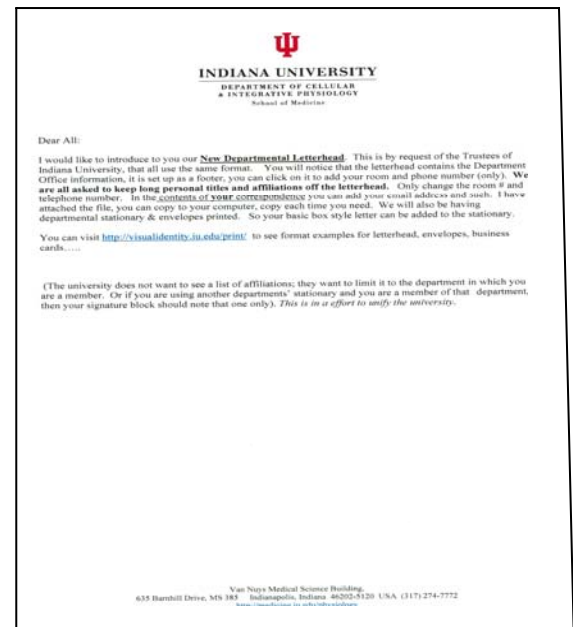 INDIANA UNIVERSITY
DEPARTMENT OF CELLULAR
& INTEGRATIVE PHYSIOLOGY
School of Medicine
Dear All:
I would like to introduce to you our New Departmental Letterhead. This is by request of the Trustees of
Indiana University, that all use the same format. You will notice that the letterhead contains the Department
Office information, it is set up as a footer, you can click on it to add your room and phone number (only). We
are all asked to keep long personal titles and affiliations off the letterhead. Only change the room # and
telephone number. In the contents of your correspondence you can add your email address and such. I have
attached the file, you can copy to your computer, copy each time you need. We will also be having
departmental stationary & envelopes printed. So your basic box style letter can be added to the stationary.
You can visit http://visualidentity.iu.edu/print/ to see format examples for letterhead, envelopes, business
cards.....
(The university does not want to see a list of affiliations; they want to limit it to the department in which you
are a member. Or if you are using another departments' stationary and you are a member of that department,
then your signature block should note that one only). This is in a effort to unify the university.
Van Nuys Medical Science Building,
635 Barnhill Drive, MS 385 Indianapolis, Indiana 46202-5120 USA (317) 274-7772
http://medicine.iu.edu/physiology